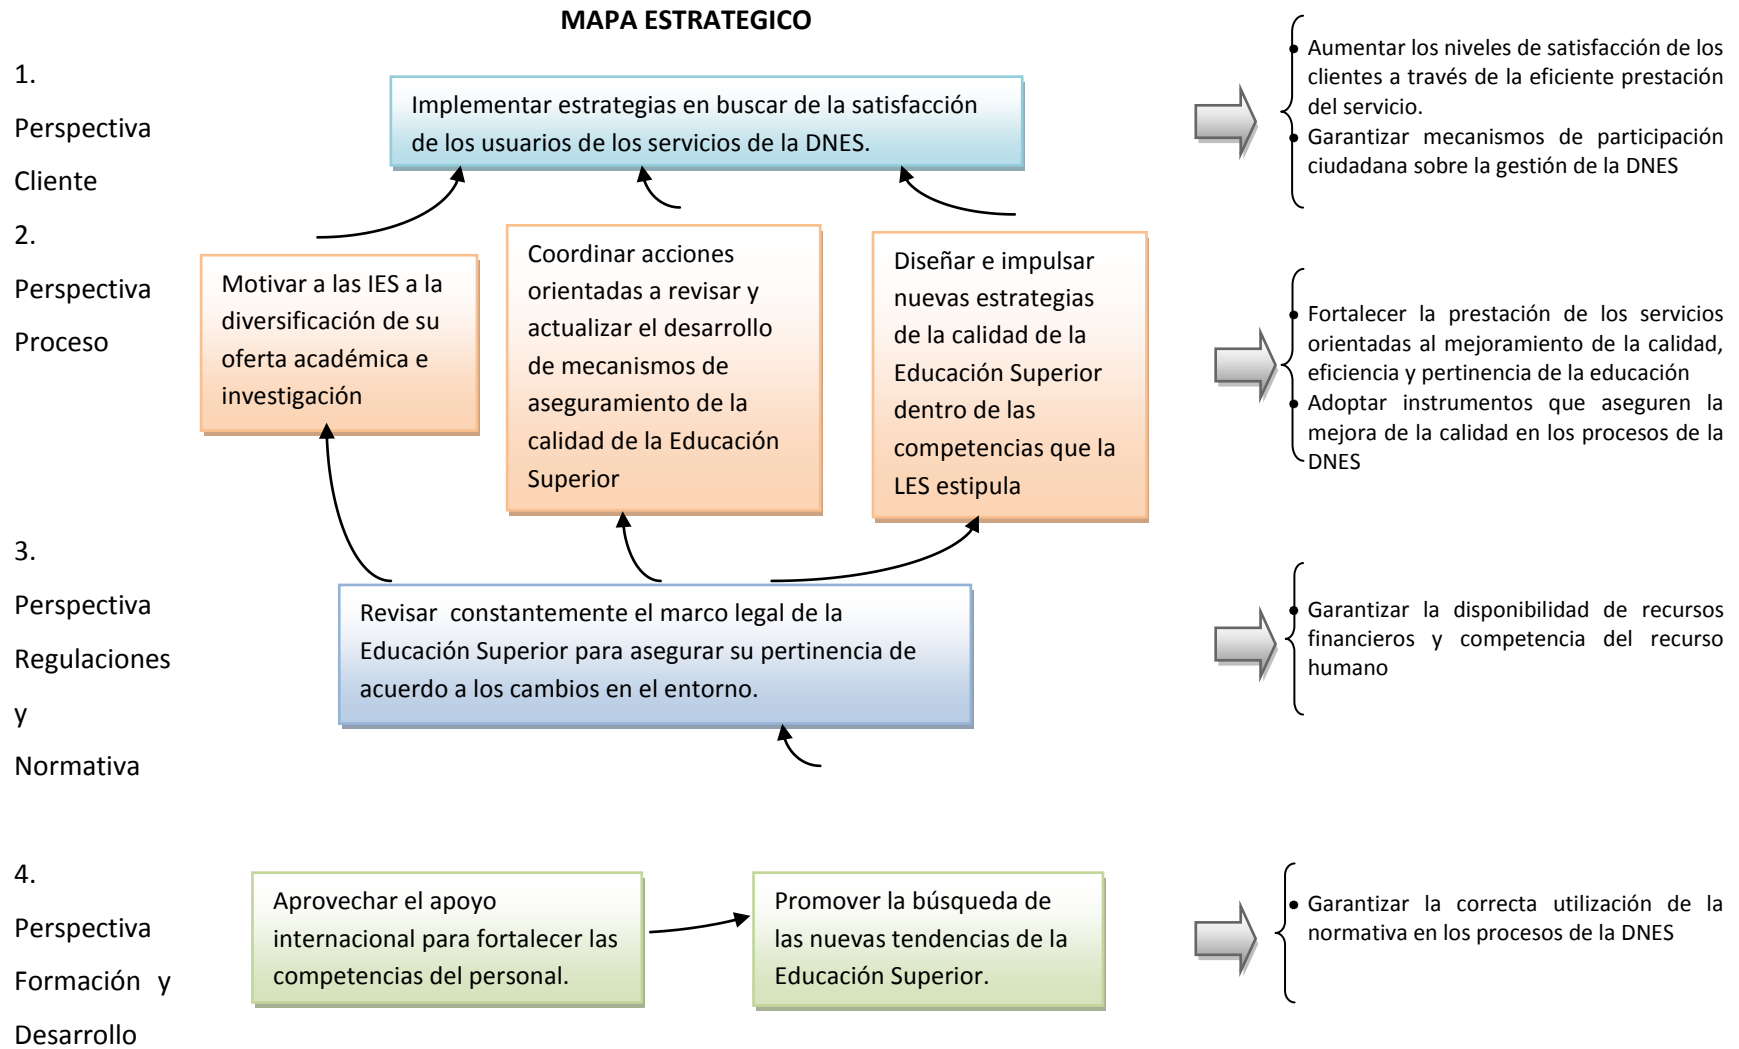 MAPA ESTRATEGICO
1.
Perspectiva
Cliente
Implementar estrategias en buscar de la satisfacción
de los usuarios de los servicios de la DNES.
• Aumentar los niveles de satisfacción de los
clientes a través de la eficiente prestación
del servicio.
• Garantizar mecanismos de participación
ciudadana sobre la gestión de la DNES
2.
Perspectiva
Proceso
Motivar a las IES a la
diversificación de su
oferta académica e
investigación
Coordinar acciones
orientadas a revisar y
actualizar el desarrollo
de mecanismos de
aseguramiento de la
calidad de la Educación
Superior
Diseñar e impulsar
nuevas estrategias
de la calidad de la
Educación Superior
dentro de las
competencias que la
LES estipula
• Fortalecer la prestación de los servicios
orientadas al mejoramiento de la calidad,
eficiencia y pertinencia de la educación
• Adoptar instrumentos que aseguren la
mejora de la calidad en los procesos de la
DNES
3.
Perspectiva
Regulaciones
y
Normativa
Revisar constantemente el marco legal de la
Educación Superior para asegurar su pertinencia de
acuerdo a los cambios en el entorno.
• Garantizar la disponibilidad de recursos
financieros y competencia del recurso
humano
4.
Perspectiva
Formación y
Desarrollo
Aprovechar el apoyo
internacional para fortalecer las
competencias del personal.
Promover la búsqueda de
las nuevas tendencias de la
Educación Superior.
• Garantizar la correcta utilización de la
normativa en los procesos de la DNES